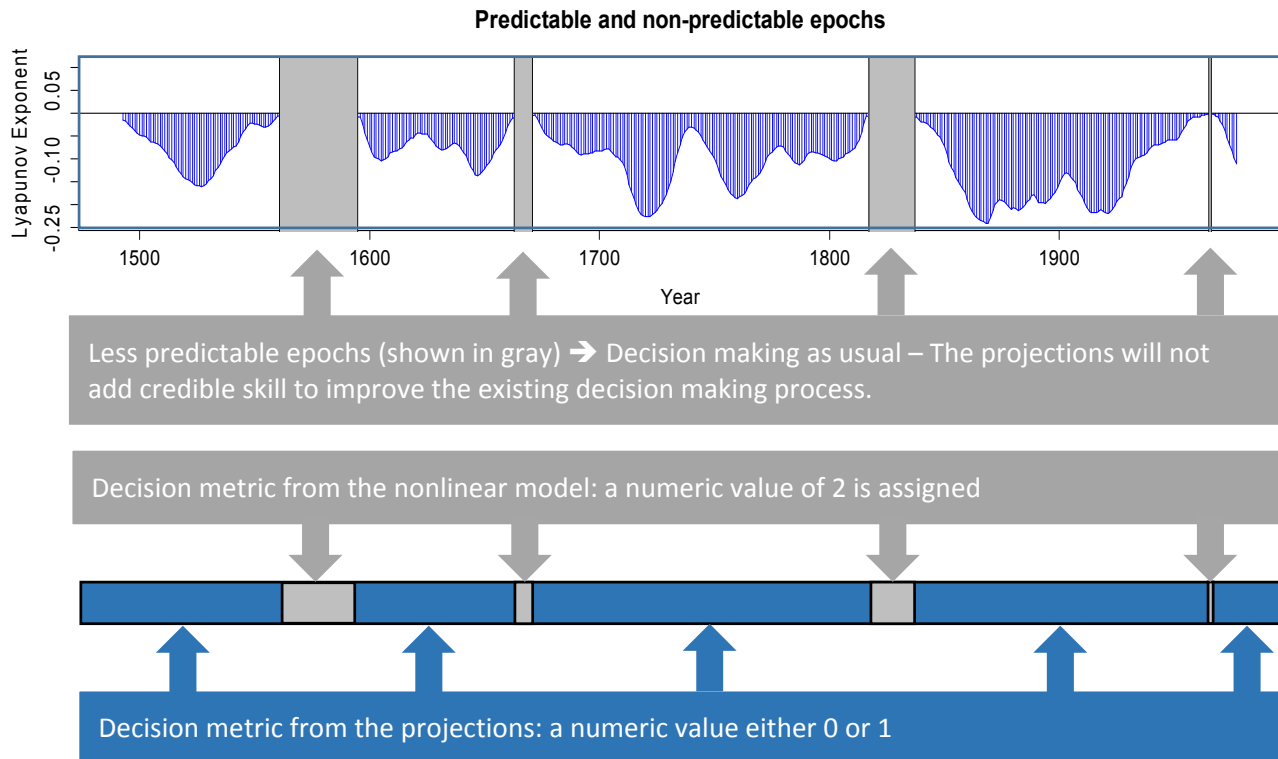 Predictable and non-predictable epochs
Lyapunov Exponent
0.05
-0.10
-0.25
1500 1600 1700 1800 1900
Year
Less predictable epochs (shown in gray) ➔ Decision making as usual – The projections will not
add credible skill to improve the existing decision making process.
Decision metric from the nonlinear model: a numeric value of 2 is assigned
Decision metric from the projections: a numeric value either 0 or 1